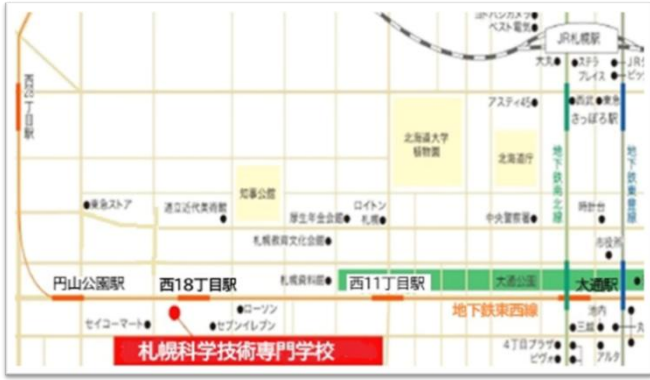 ヨドバシカメラ
ベスト電気
JR札幌駅
大丸
ステラ
プレイス
西28丁目駅
アスティ45
西武
東急
さっぽろ駅
北海道大学
植物園
北海道庁
地下鉄南北線
地下鉄東豊線
知事公館
東急ストア
道立近代美術館
厚生年金会館
ロイトン
札幌
中央警察署
時計台
札幌教育文化会館
市役所
札幌資料館
大通公園
円山公園駅
西18丁目駅
西11丁目駅
大通駅
地下鉄東西線
ローソン
セイコーマート
セブンイレブン
池内
三越
札幌科学技術専門学校
4丁目プラザ
ピヴォ
アルタ